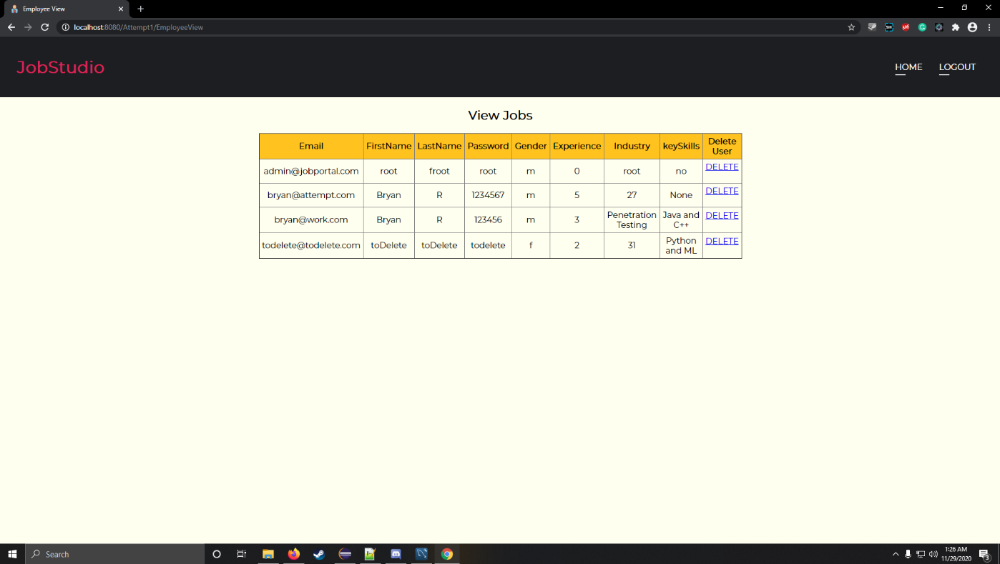 Employee View
localhost:8080/Attempt1/EmployeeView
JobStudio
HOME LOGOUT
View Jobs
Email FirstName LastName Password Gender Experience Industry keySkills Delete User
admin@jobportal.com root froot root m 0 root no DELETE
bryan@attempt.com Bryan R 1234567 m 5 27 None DELETE
bryan@work.com Bryan R 123456 m 3 Penetration Testing Java and C++ DELETE
todelete@todelete.com toDelete toDelete todelete f 2 31 Python and ML DELETE
Search
1:26 AM
11/29/2020
3